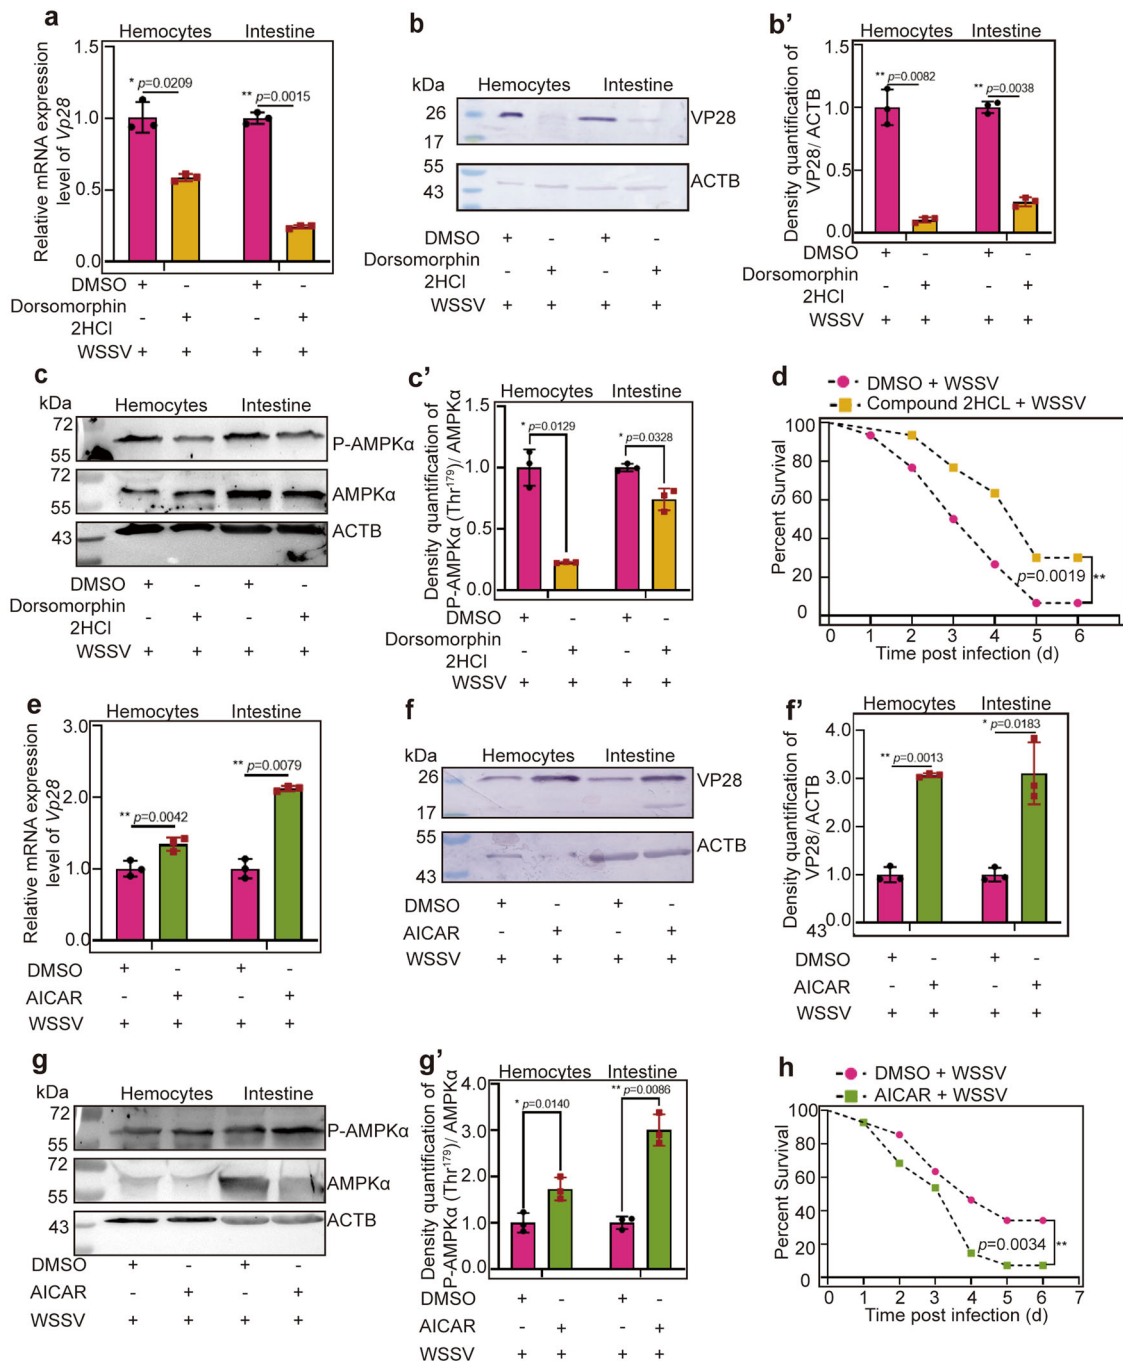 a
Hemocytes Intestine
Relative mRNA expression
level of Vp28
1.5
1.0
0.5
0.0
* p=0.0209
** p=0.0015
DMSO + - + -
Dorsomorphin
2HCl - + - +
WSSV + + + +
b
kDa Hemocytes Intestine
26
17
VP28
55
43
ACTB
DMSO + - + -
Dorsomorphin
2HCl - + - +
WSSV + + + +
b’
Hemocytes Intestine
Density quantification of
VP28/ ACTB
1.5
1.0
0.5
0.0
** p=0.0082
** p=0.0038
DMSO + - + -
Dorsomorphin
2HCl - + - +
WSSV + + + +
c
kDa Hemocytes Intestine
72
55
P-AMPKα
72
55
AMPKα
43
ACTB
DMSO + - + -
Dorsomorphin
2HCl - + - +
WSSV + + + +
c’
Hemocytes Intestine
Density quantification of
P-AMPKα (Thr¹⁷⁹)/ AMPKα
1.5
1.0
0.5
0.0
* p=0.0129
* p=0.0328
DMSO + - + -
Dorsomorphin
2HCl - + - +
WSSV + + + +
d
DMSO + WSSV
Compound 2HCL + WSSV
Percent Survival
100
80
60
40
20
0
p=0.0019 **
0 1 2 3 4 5 6
Time post infection (d)
e
Hemocytes Intestine
Relative mRNA expression
level of Vp28
3.0
2.0
1.0
0.0
** p=0.0042
** p=0.0079
DMSO + - + -
AICAR - + - +
WSSV + + + +
f
kDa Hemocytes Intestine
26
17
VP28
55
43
ACTB
DMSO + - + -
AICAR - + - +
WSSV + + + +
f’
Hemocytes Intestine
Density quantification of
VP28/ ACTB
4.0
3.0
2.0
1.0
0.0
43
** p=0.0013
* p=0.0183
DMSO + - + -
AICAR - + - +
WSSV + + + +
g
kDa Hemocytes Intestine
72
55
P-AMPKα
72
55
AMPKα
43
ACTB
DMSO + - + -
AICAR - + - +
WSSV + + + +
g’
Hemocytes Intestine
Density quantification of
P-AMPKα (Thr¹⁷⁹)/ AMPKα
4.0
3.0
2.0
1.0
0.0
* p=0.0140
** p=0.0086
DMSO + - + -
AICAR - + - +
WSSV + + + +
h
DMSO + WSSV
AICAR + WSSV
Percent Survival
100
80
60
40
20
0
p=0.0034 **
0 1 2 3 4 5 6 7
Time post infection (d)